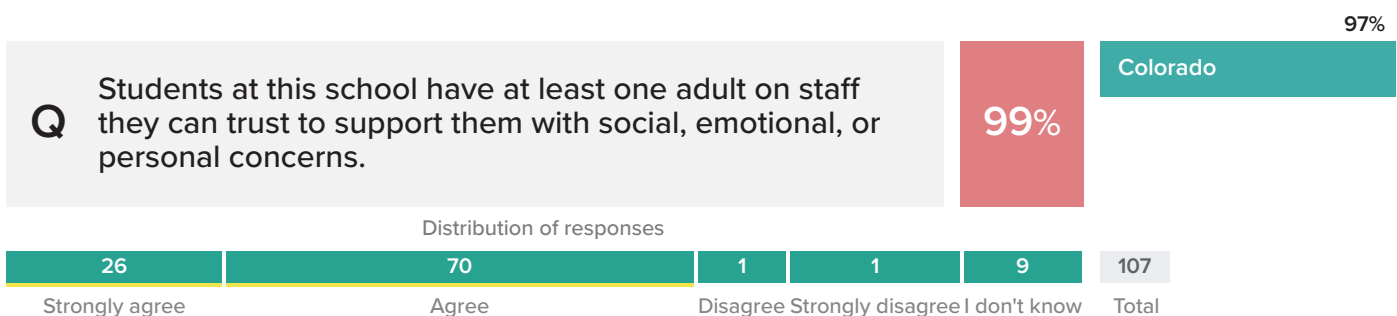 97%
Q
Students at this school have at least one adult on staff
they can trust to support them with social, emotional, or
personal concerns.
99%
Colorado
Distribution of responses
26 70 1 1 9 107
Strongly agree Agree Disagree Strongly disagree I don't know Total